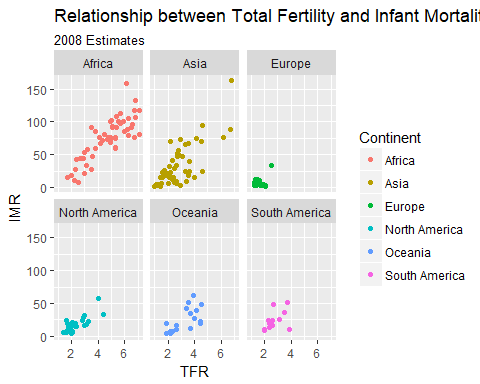 Relationship between Total Fertility and Infant Mortalit
2008 Estimates
Africa Asia Europe
150
100
50
0
North America Oceania South America
150
100
50
0
2 4 6 2 4 6 2 4 6
IMR
TFR
Continent
Africa
Asia
Europe
North America
Oceania
South America